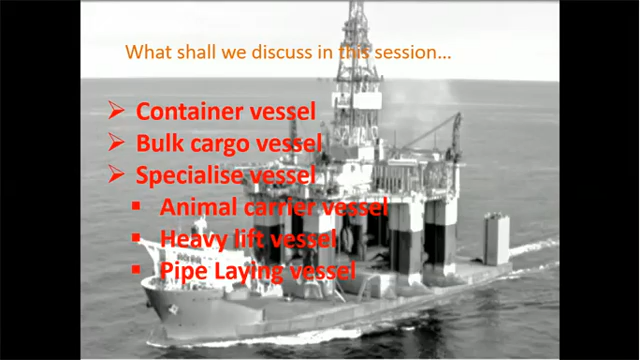 What shall we discuss in this session...
➢ Container vessel
➢ Bulk cargo vessel
➢ Specialise vessel
▪ Animal carrier vessel
▪ Heavy lift vessel
▪ Pipe Laying vessel